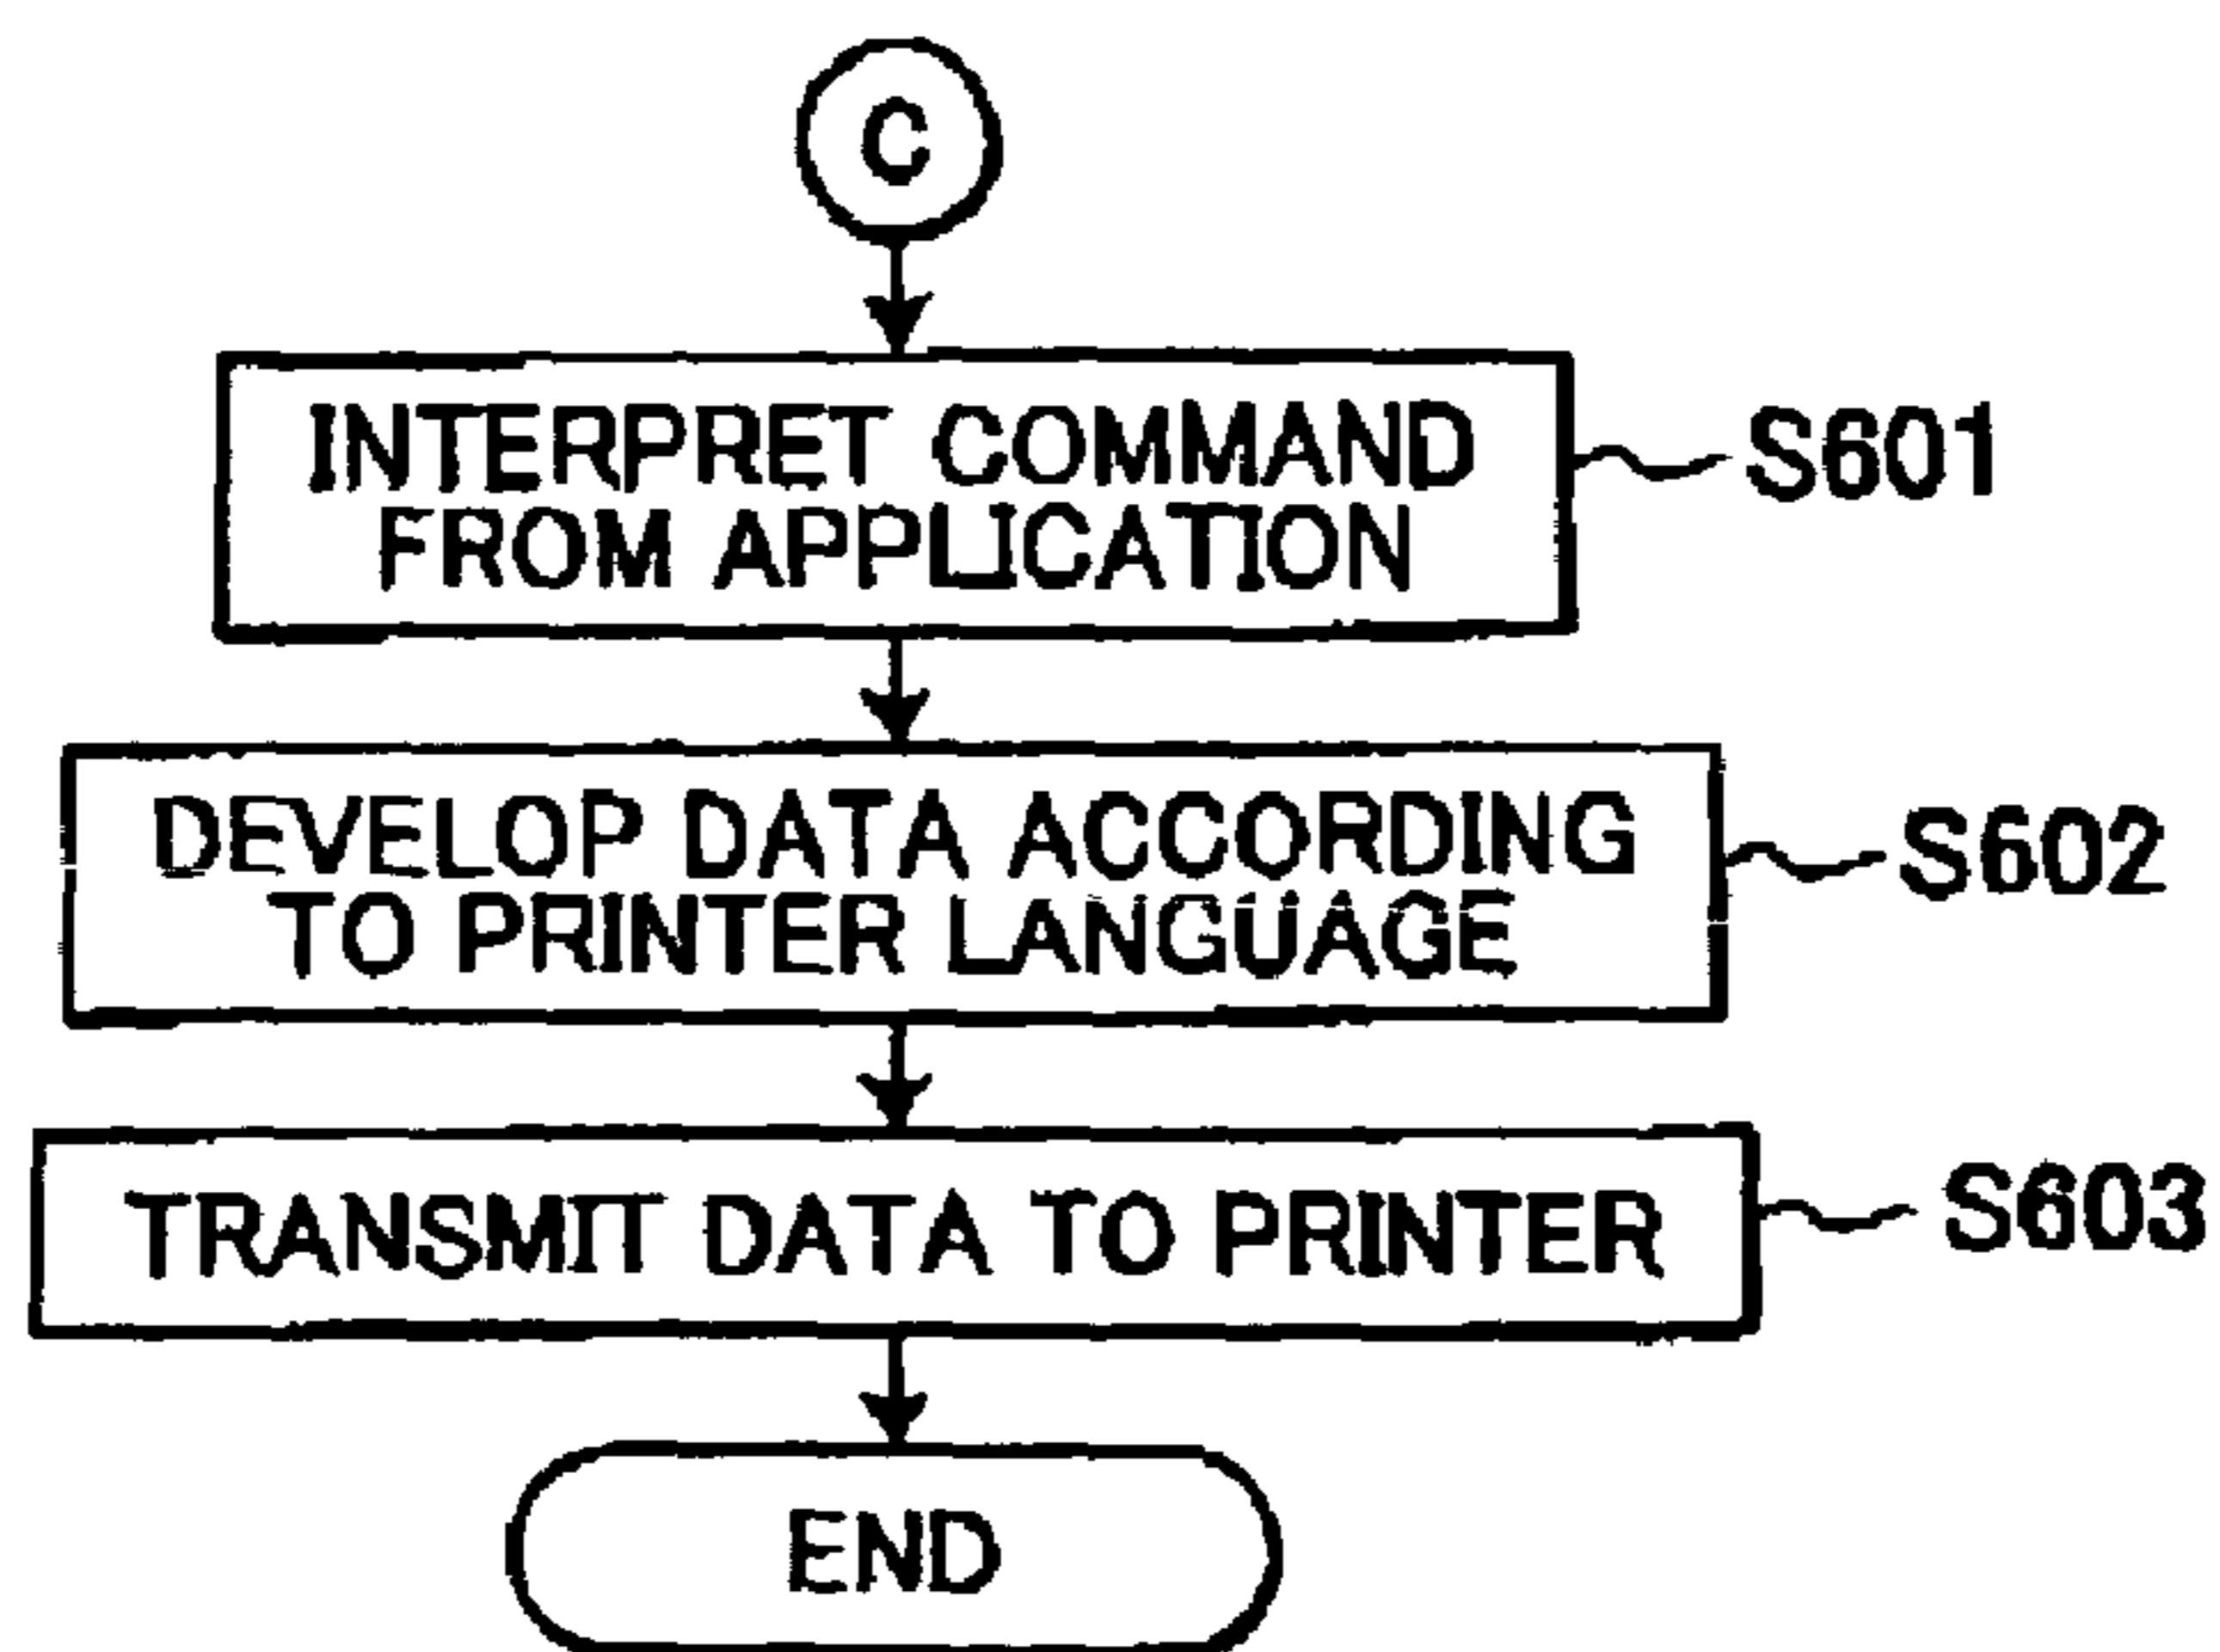 C
INTERPRET COMMAND
FROM APPLICATION
S601
DEVELOP DATA ACCORDING
TO PRINTER LANGUAGE
S602
TRANSMIT DATA TO PRINTER
S603
END